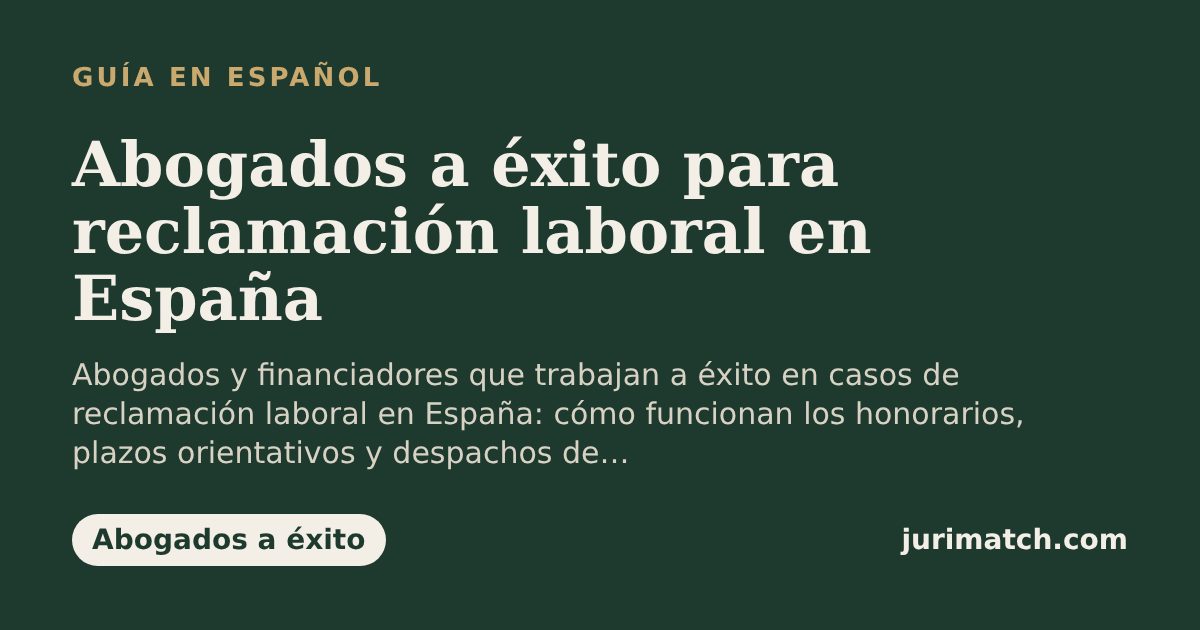 GUÍA EN ESPAÑOL
Abogados a éxito para
reclamación laboral en
España
Abogados y financiadores que trabajan a éxito en casos de
reclamación laboral en España: cómo funcionan los honorarios,
plazos orientativos y despachos de…
Abogados a éxito
jurimatch.com